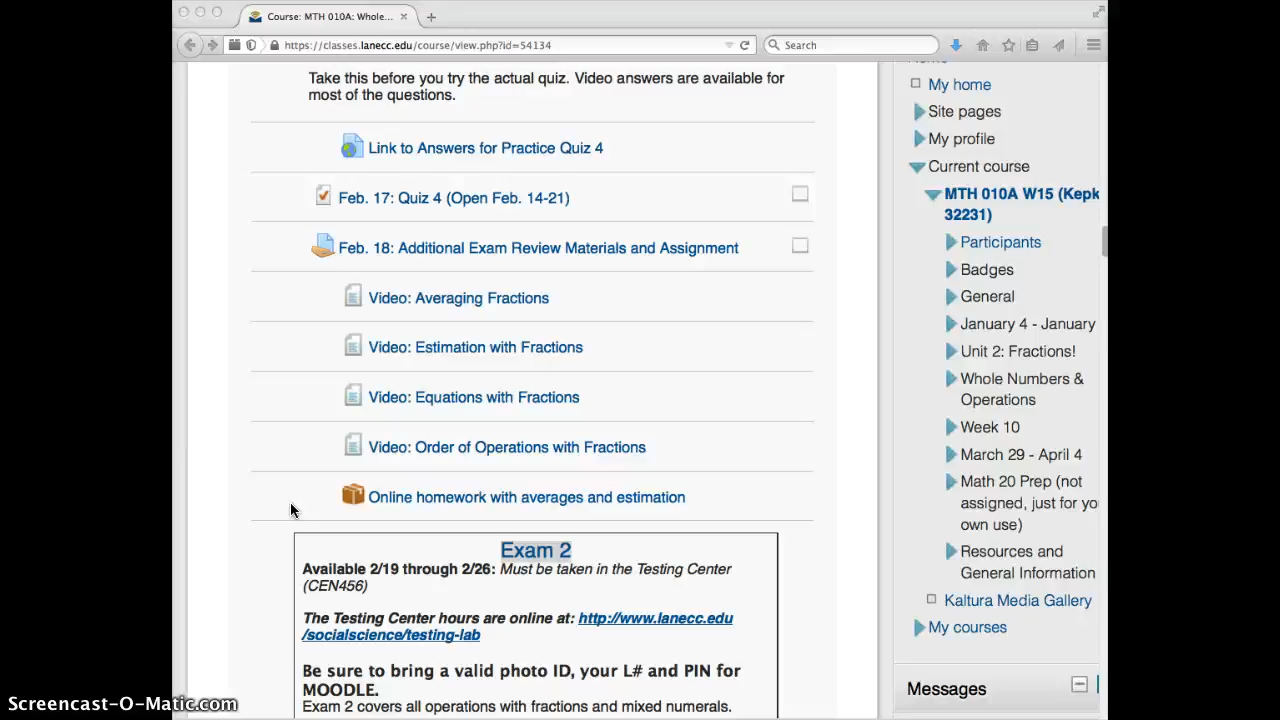 Course: MTH 010A: Whole...
https://classes.lanecc.edu/course/view.php?id=54134
Search
Take this before you try the actual quiz. Video answers are available for
most of the questions.
Link to Answers for Practice Quiz 4
Feb. 17: Quiz 4 (Open Feb. 14-21)
Feb. 18: Additional Exam Review Materials and Assignment
Video: Averaging Fractions
Video: Estimation with Fractions
Video: Equations with Fractions
Video: Order of Operations with Fractions
Online homework with averages and estimation
Exam 2
Available 2/19 through 2/26: Must be taken in the Testing Center
(CEN456)
The Testing Center hours are online at: http://www.lanecc.edu
/socialscience/testing-lab
Be sure to bring a valid photo ID, your L# and PIN for
MOODLE.
Exam 2 covers all operations with fractions and mixed numerals.
My home
Site pages
My profile
Current course
MTH 010A W15 (Kepk
32231)
Participants
Badges
General
January 4 - January
Unit 2: Fractions!
Whole Numbers &
Operations
Week 10
March 29 - April 4
Math 20 Prep (not
assigned, just for yo
own use)
Resources and
General Information
Kaltura Media Gallery
My courses
Messages
Screencast-O-Matic.com